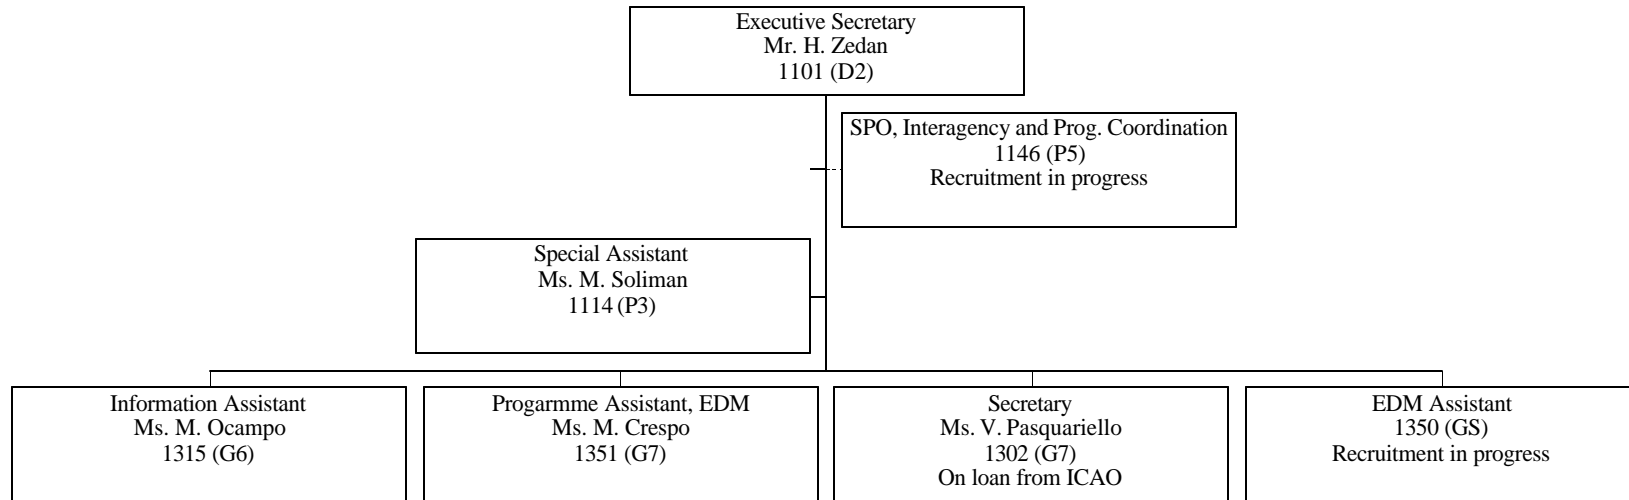 Executive Secretary
Mr. H. Zedan
1101 (D2)
SPO, Interagency and Prog. Coordination
1146 (P5)
Recruitment in progress
Special Assistant
Ms. M. Soliman
1114 (P3)
Information Assistant
Ms. M. Ocampo
1315 (G6)
Progarmme Assistant, EDM
Ms. M. Crespo
1351 (G7)
Secretary
Ms. V. Pasquariello
1302 (G7)
On loan from ICAO
EDM Assistant
1350 (GS)
Recruitment in progress